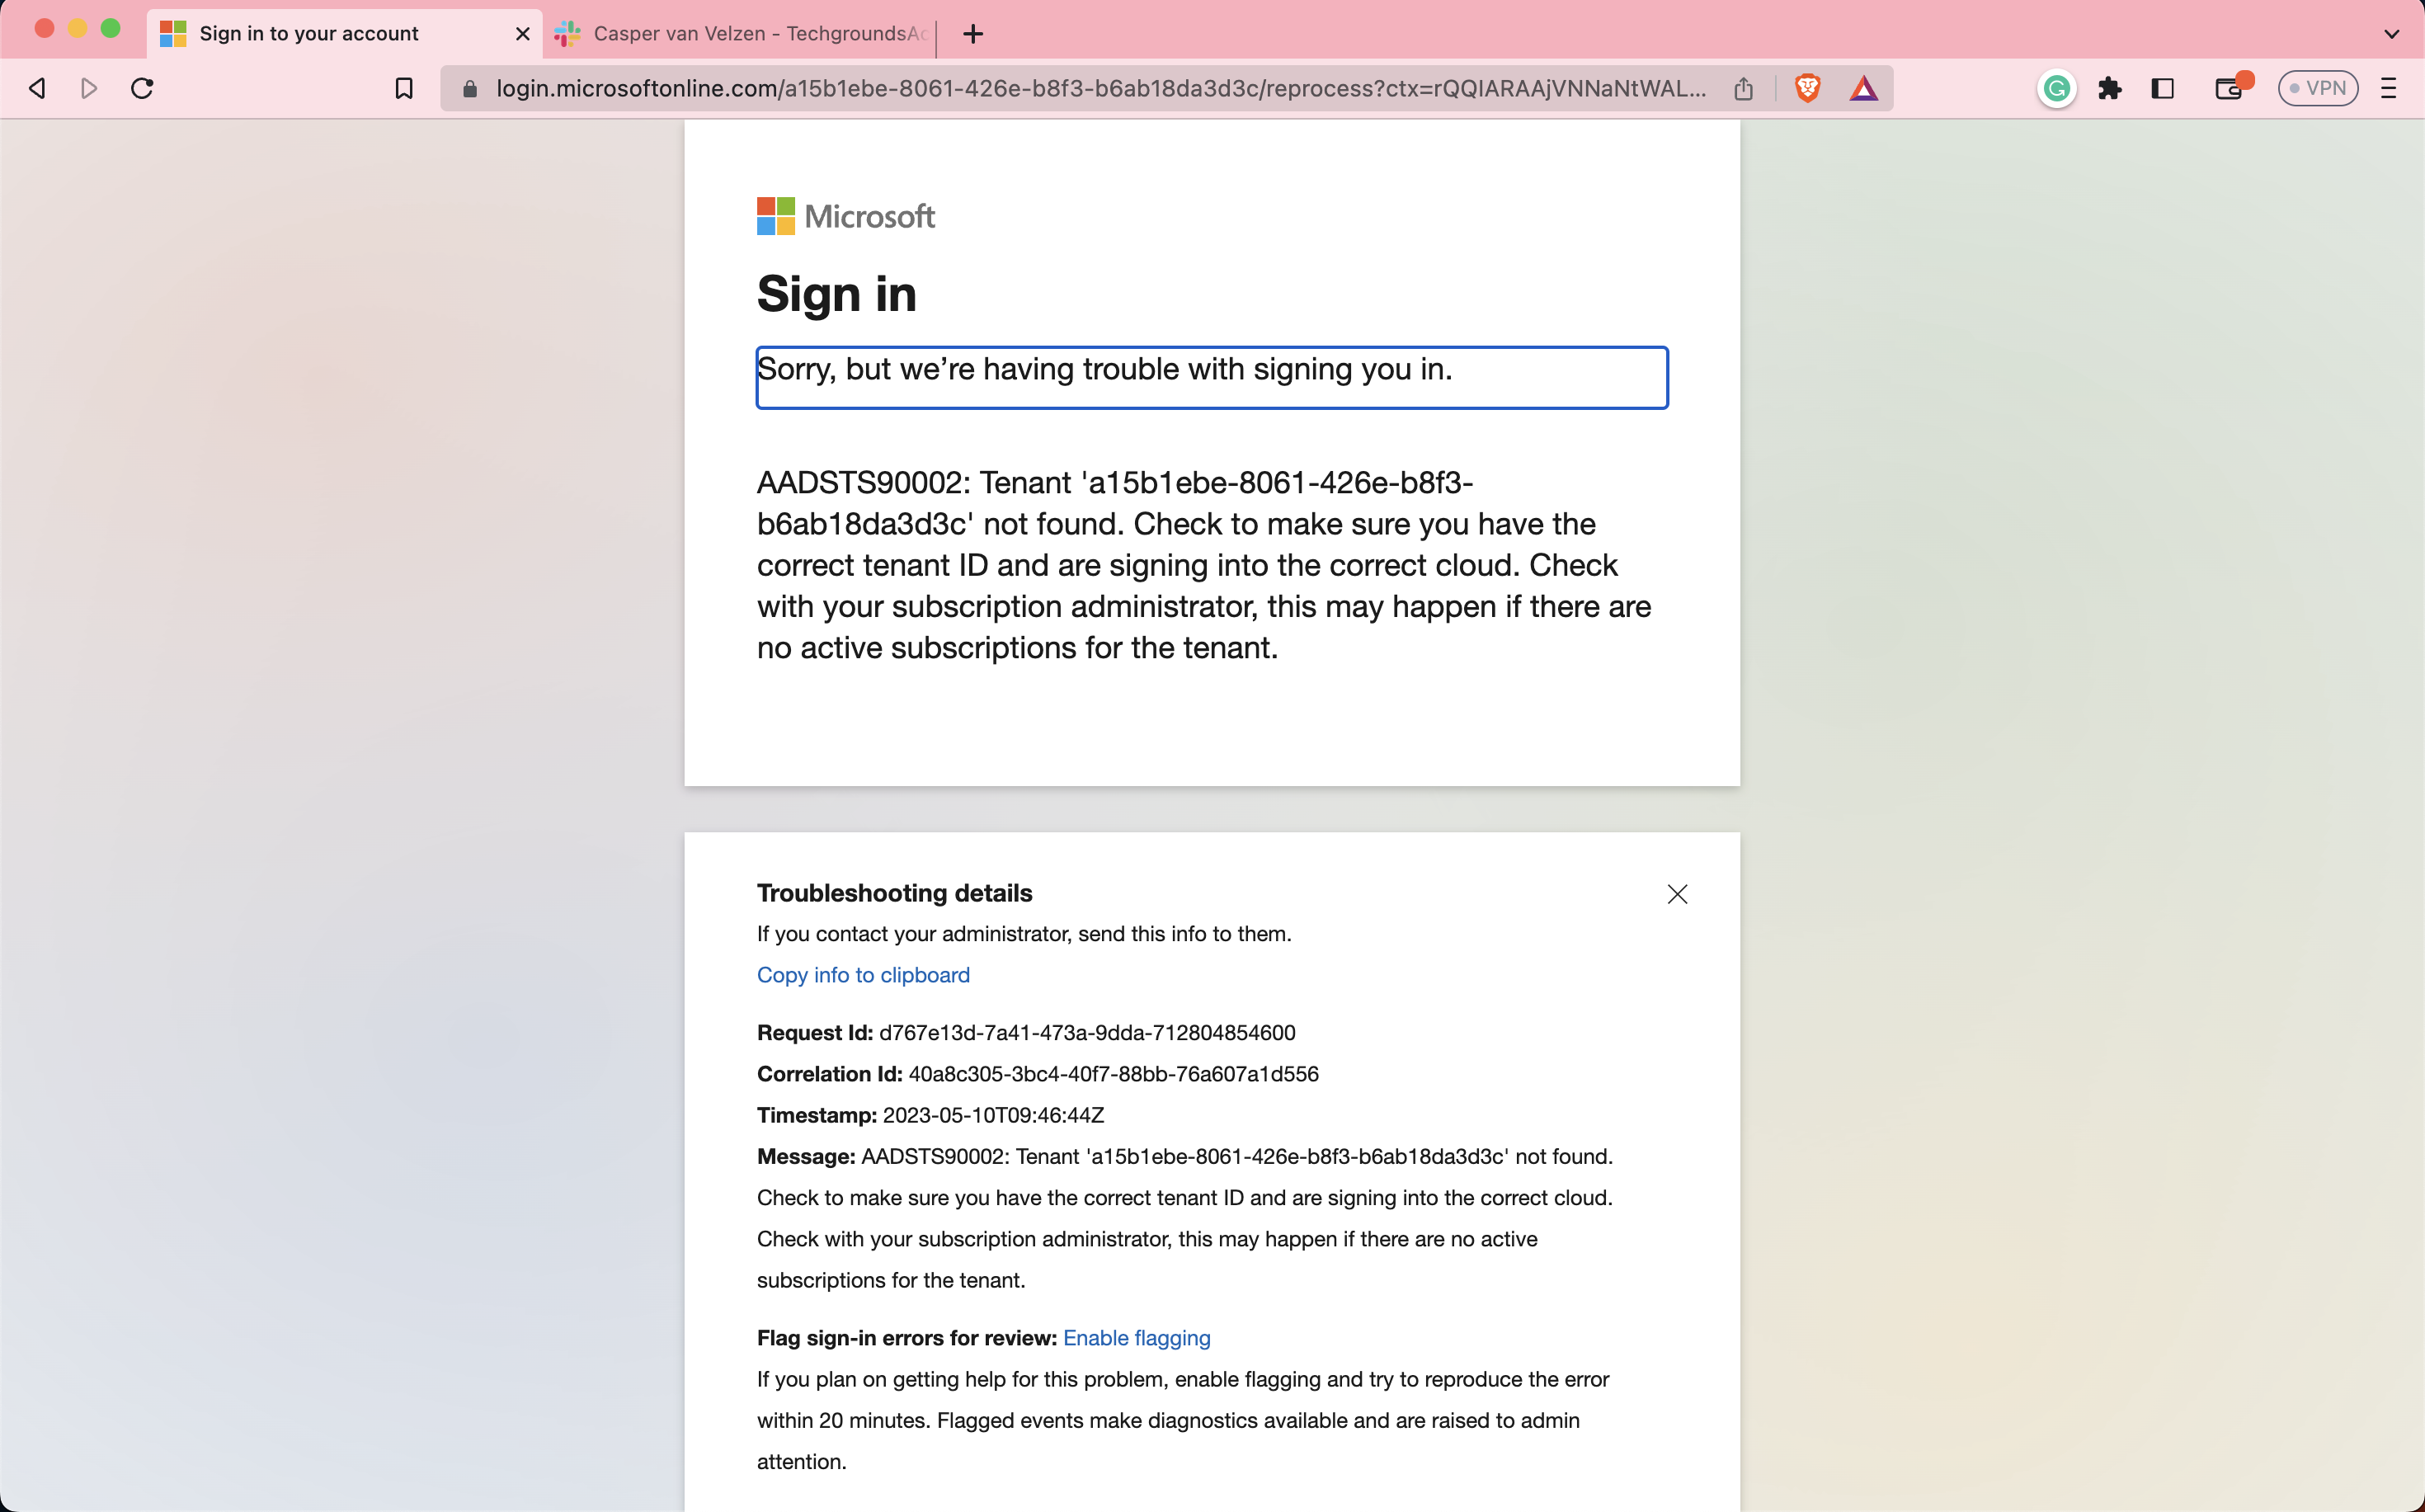 Sign in to your account
Casper van Velzen - TechgroundsAc
login.microsoftonline.com/a15b1ebe-8061-426e-b8f3-b6ab18da3d3c/reprocess?ctx=rQQIARAAjVNNaNtWAL...
VPN
Microsoft
Sign in
Sorry, but we’re having trouble with signing you in.
AADSTS90002: Tenant 'a15b1ebe-8061-426e-b8f3-
b6ab18da3d3c' not found. Check to make sure you have the
correct tenant ID and are signing into the correct cloud. Check
with your subscription administrator, this may happen if there are
no active subscriptions for the tenant.
Troubleshooting details
If you contact your administrator, send this info to them.
Copy info to clipboard
Request Id: d767e13d-7a41-473a-9dda-712804854600
Correlation Id: 40a8c305-3bc4-40f7-88bb-76a607a1d556
Timestamp: 2023-05-10T09:46:44Z
Message: AADSTS90002: Tenant 'a15b1ebe-8061-426e-b8f3-b6ab18da3d3c' not found.
Check to make sure you have the correct tenant ID and are signing into the correct cloud.
Check with your subscription administrator, this may happen if there are no active
subscriptions for the tenant.
Flag sign-in errors for review: Enable flagging
If you plan on getting help for this problem, enable flagging and try to reproduce the error
within 20 minutes. Flagged events make diagnostics available and are raised to admin
attention.